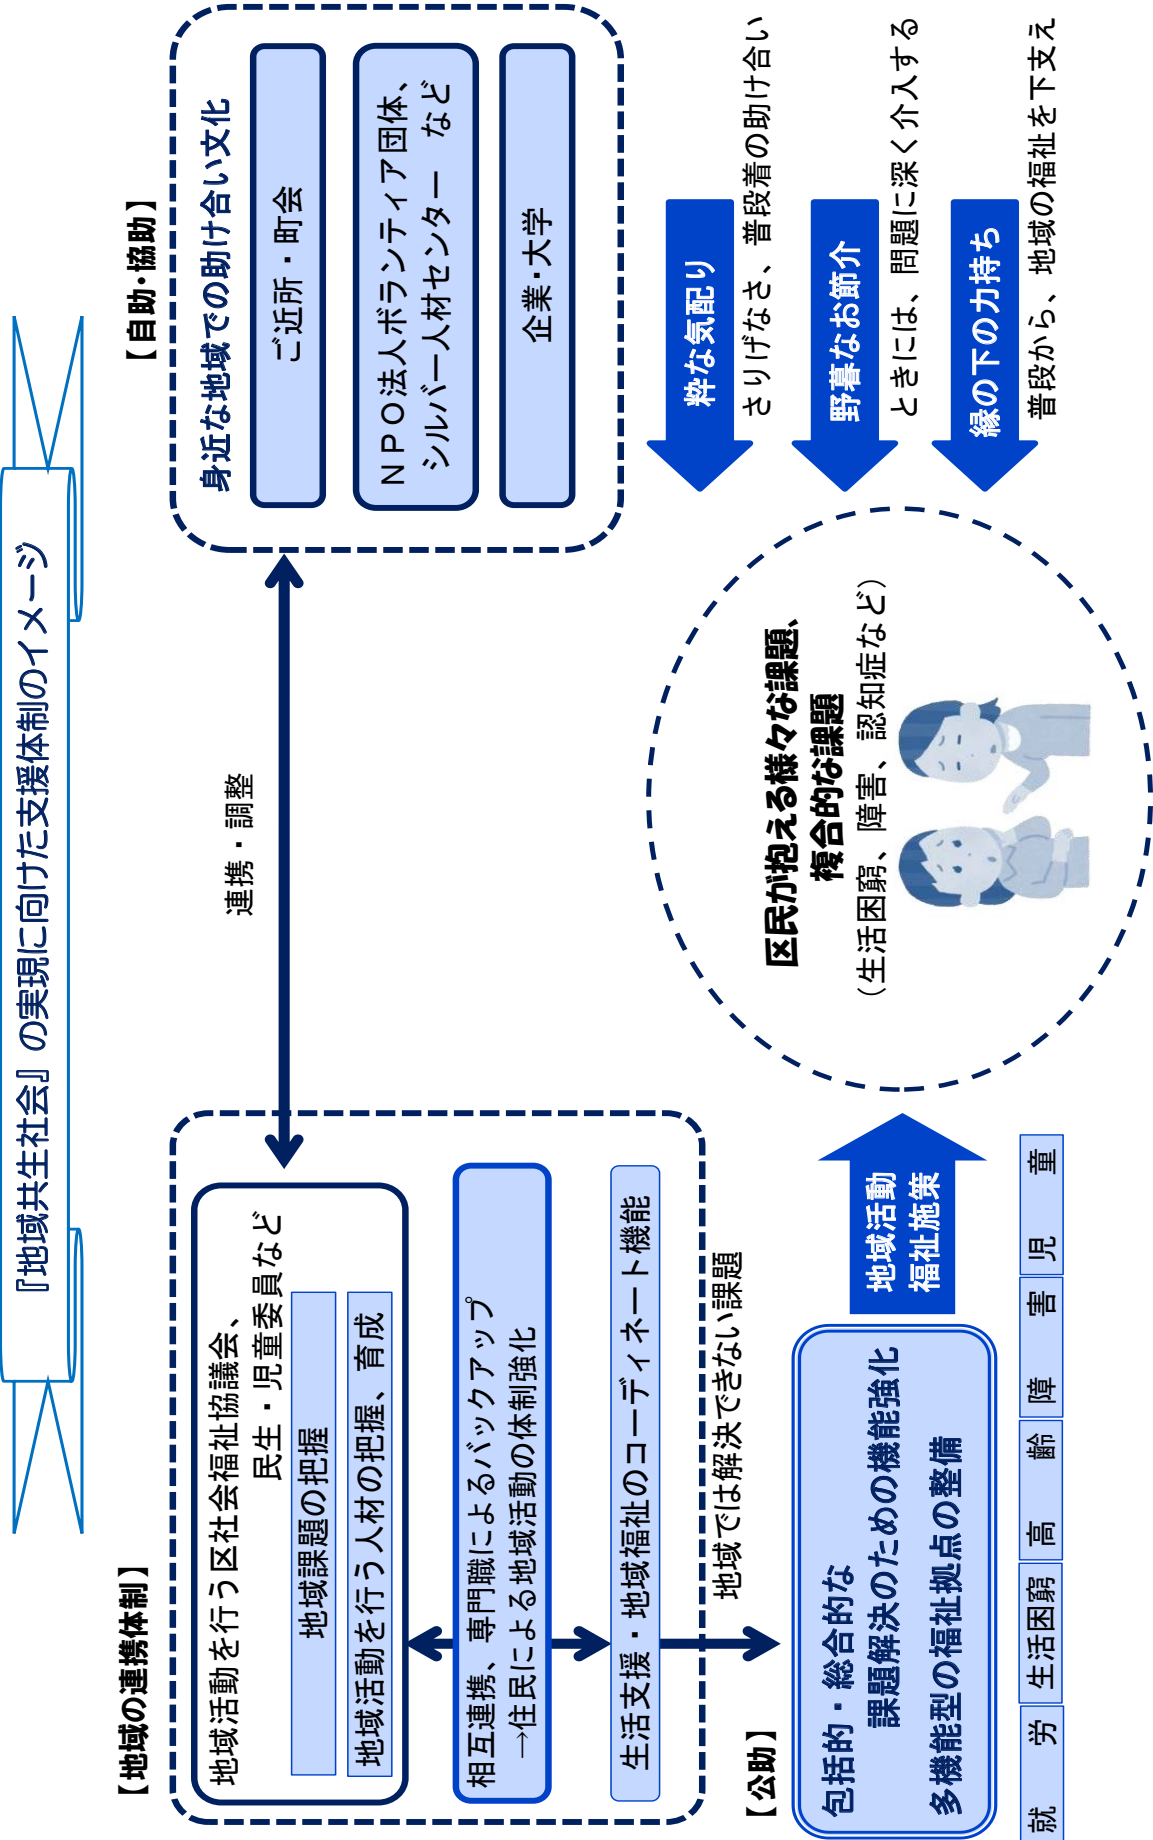 『地域共生社会』の実現に向けた支援体制のイメージ
【地域の連携体制】
地域活動を行う区社会福祉協議会、
民生・児童委員など
地域課題の把握
地域活動を行う人材の把握、育成
相互連携、専門職によるバックアップ
→住民による地域活動の体制強化
生活支援・地域福祉のコーディネート機能
地域では解決できない課題
連携・調整
【自助・協助】
身近な地域での助け合い文化
ご近所・町会
ＮＰＯ法人ボランティア団体、
シルバー人材センター　など
企業・大学
【公助】
包括的・総合的な
課題解決のための機能強化
多機能型の福祉拠点の整備
就　労
生活困窮
高　齢
障　害
児　童
地域活動
福祉施策
区民が抱える様々な課題、
複合的な課題
（生活困窮、障害、認知症など）
粋な気配り
さりげなさ、普段着の助け合い
野暮なお節介
ときには、問題に深く介入する
縁の下の力持ち
普段から、地域の福祉を下支え